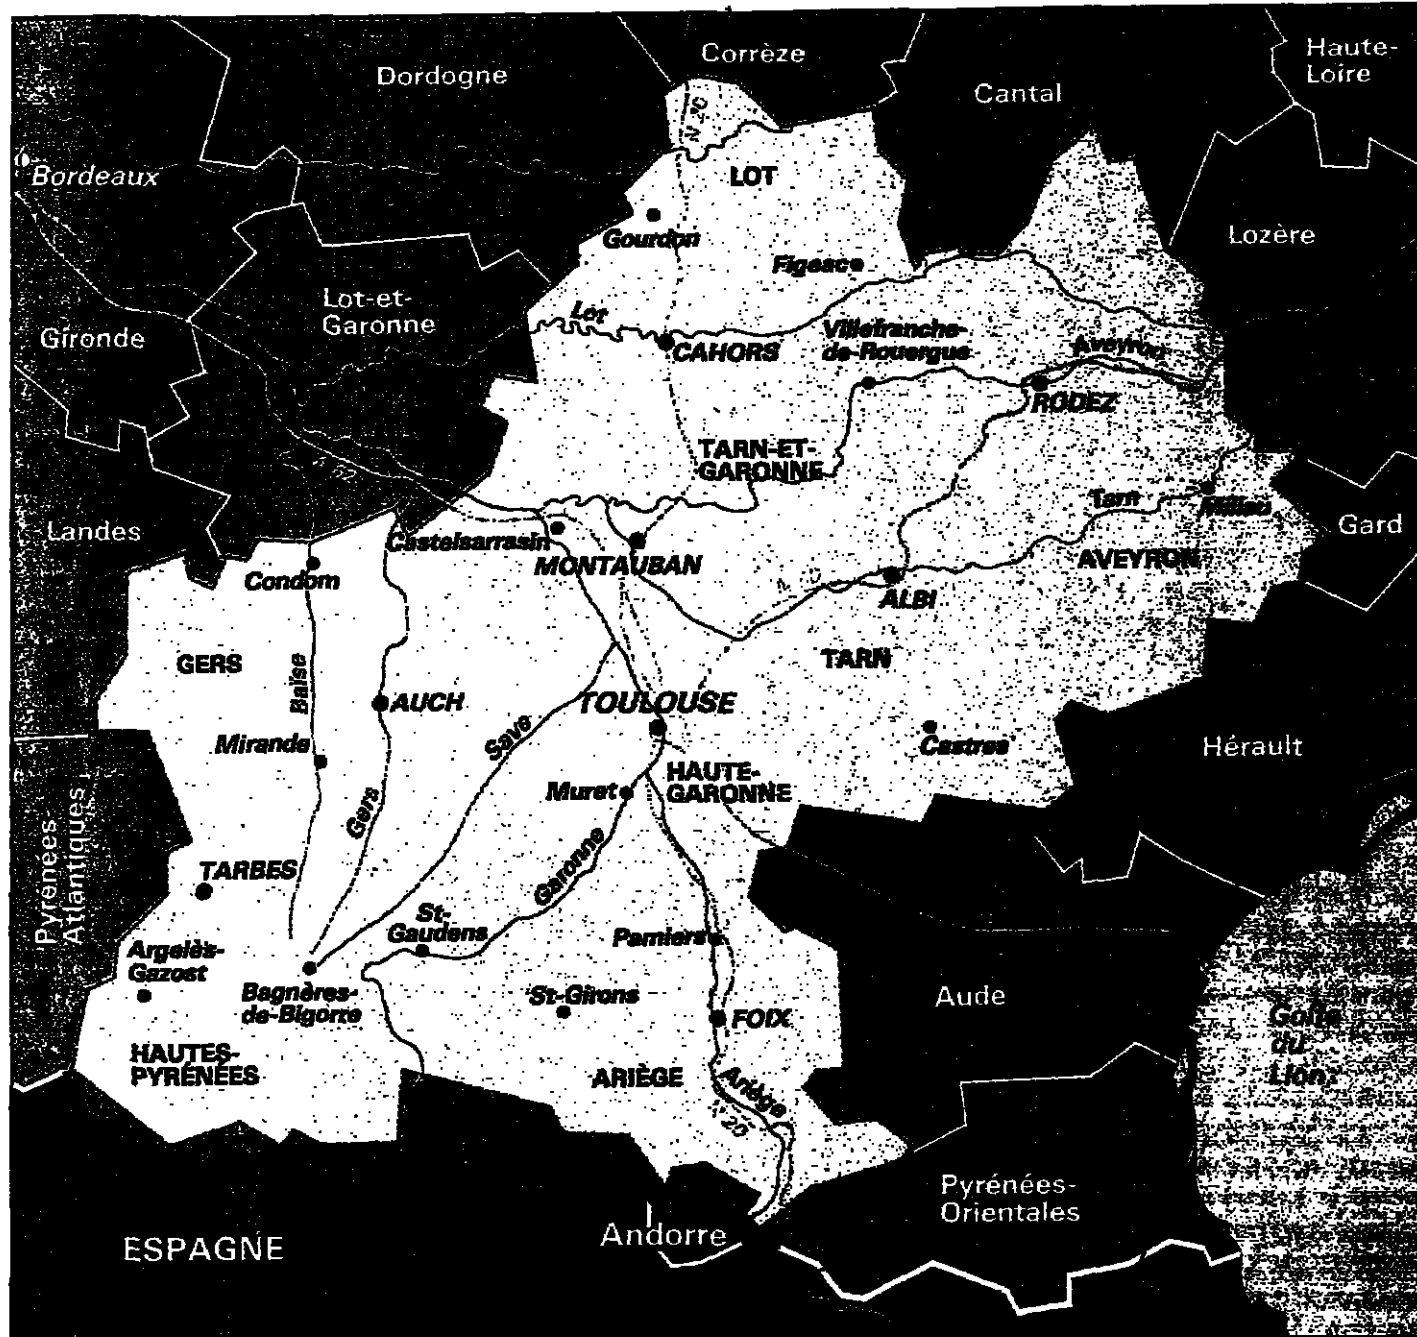 Corrèze
Haute-
Loire
Dordogne
Cantal
N 20
Bordeaux
LOT
Gourdon
Lozère
Figeac
Lot-et-
Garonne
Lot
Villefranche-
de-Rouergue
Gironde
CAHORS
Aveyron
RODEZ
TARN-ET-
GARONNE
Tarn
Millau
Landes
Gard
Castelsarrasin
MONTAUBAN
AVEYRON
Condom
ALBI
GERS
TARN
Baïse
AUCH
TOULOUSE
Save
Mirande
Castres
Hérault
HAUTE-
GARONNE
Muret
Gers
Pyrénées
Atlantiques
TARBES
Garonne
St-
Gaudens
Pamiers
Argelès-
Gazost
Bagnères-
de-Bigorre
St-Girons
FOIX
Aude
Golfe
du
Lion
HAUTES-
PYRÉNÉES
ARIÈGE
Ariège
N 20
Pyrénées-
Orientales
Andorre
ESPAGNE